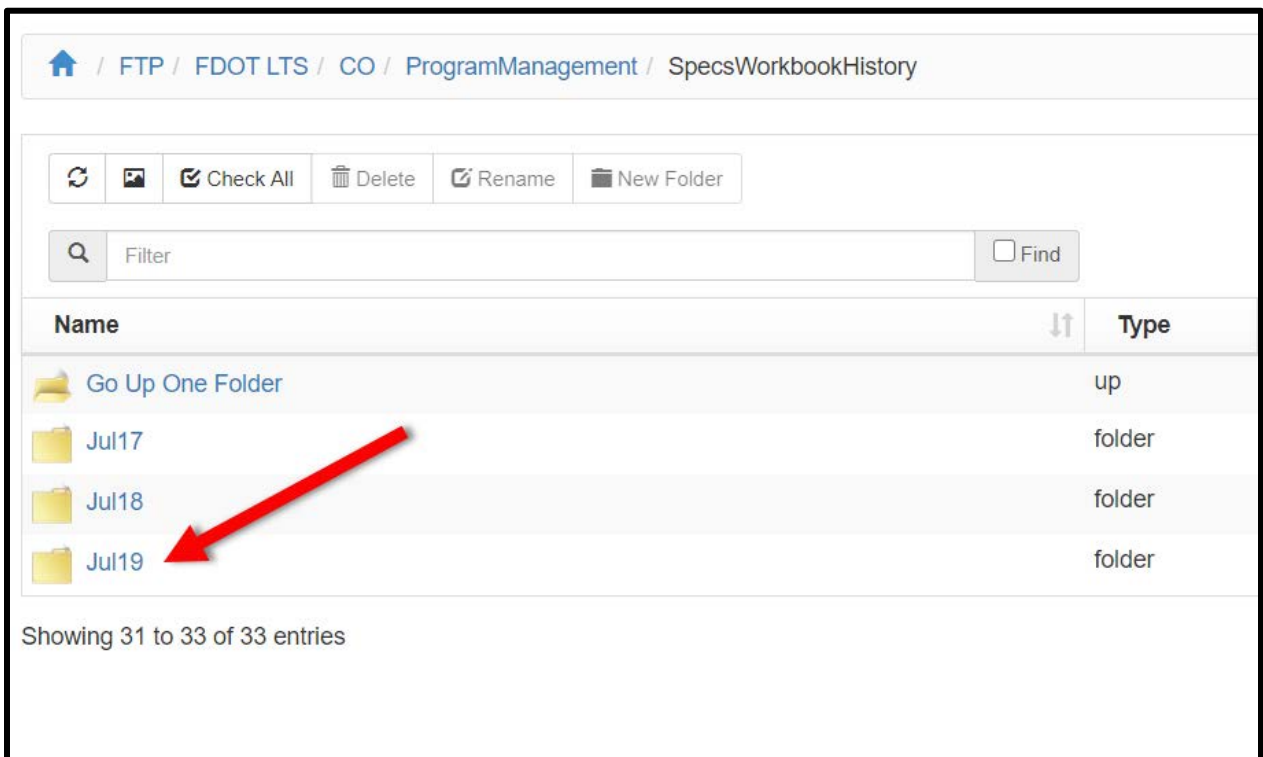 / FTP / FDOT LTS / CO / ProgramManagement / SpecsWorkbookHistory
Check All Delete Rename New Folder
Filter Find
Name Type
Go Up One Folder up
Jul17 folder
Jul18 folder
Jul19 folder
Showing 31 to 33 of 33 entries